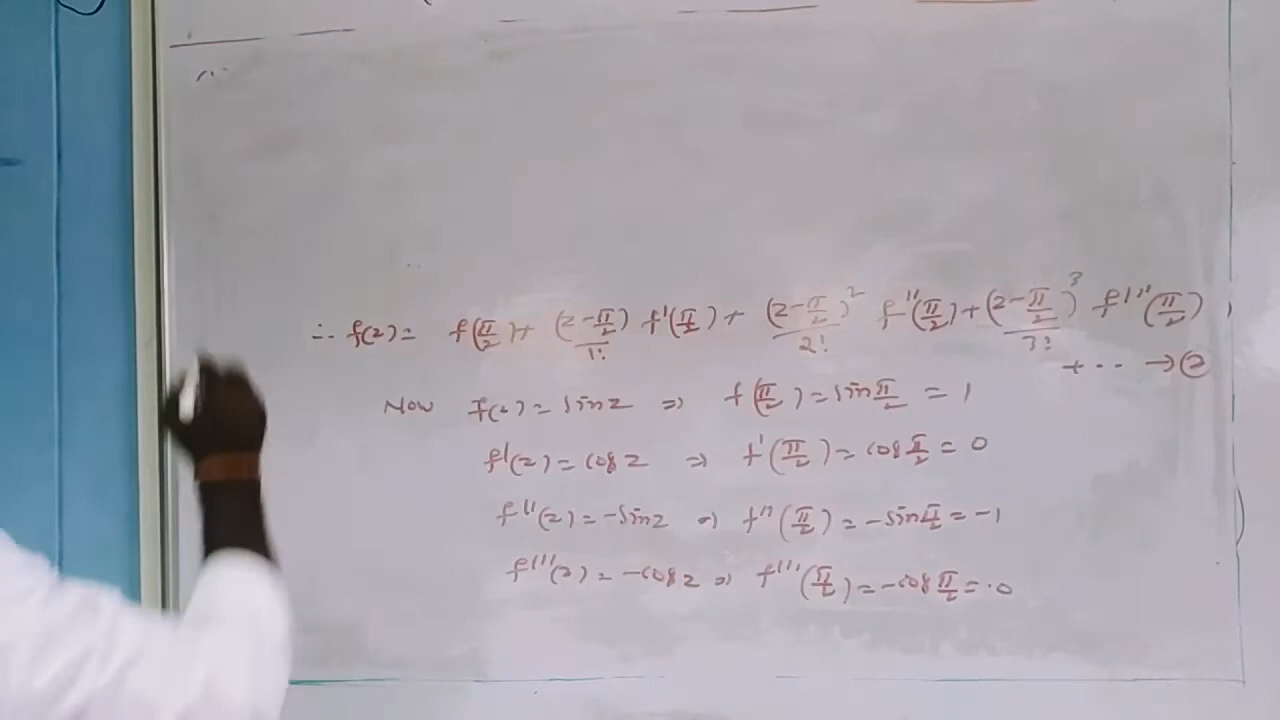 ∴ f(z) = f(π/2) + (z-π/2)/1! f'(π/2) + (z-π/2)²/2! f''(π/2) + (z-π/2)³/3! f'''(π/2)
+ ... → ②
Now f(z) = sin z ⇒ f(π/2) = sin π/2 = 1
f'(z) = cos z ⇒ f'(π/2) = cos π/2 = 0
f''(z) = -sin z ⇒ f''(π/2) = -sin π/2 = -1
f'''(z) = -cos z ⇒ f'''(π/2) = -cos π/2 = 0